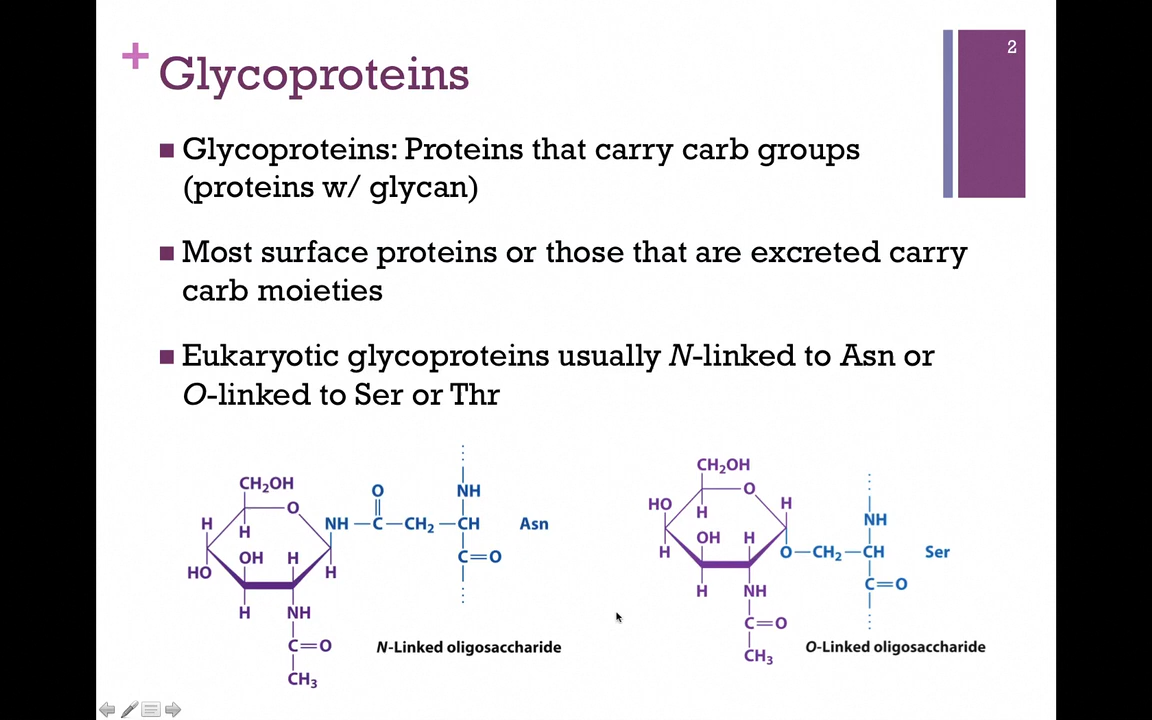 2
+ Glycoproteins
Glycoproteins: Proteins that carry carb groups
(proteins w/ glycan)
Most surface proteins or those that are excreted carry
carb moieties
Eukaryotic glycoproteins usually N-linked to Asn or
O-linked to Ser or Thr
CH₂OH
O
H
H
OH
H
HO
H
H
NH
C=O
CH₃
NH—C—CH₂—CH
O
NH
C=O
Asn
N-Linked oligosaccharide
CH₂OH
O
HO
H
H
OH
H
H
H
NH
C=O
CH₃
O—CH₂—CH
NH
C=O
Ser
O-Linked oligosaccharide